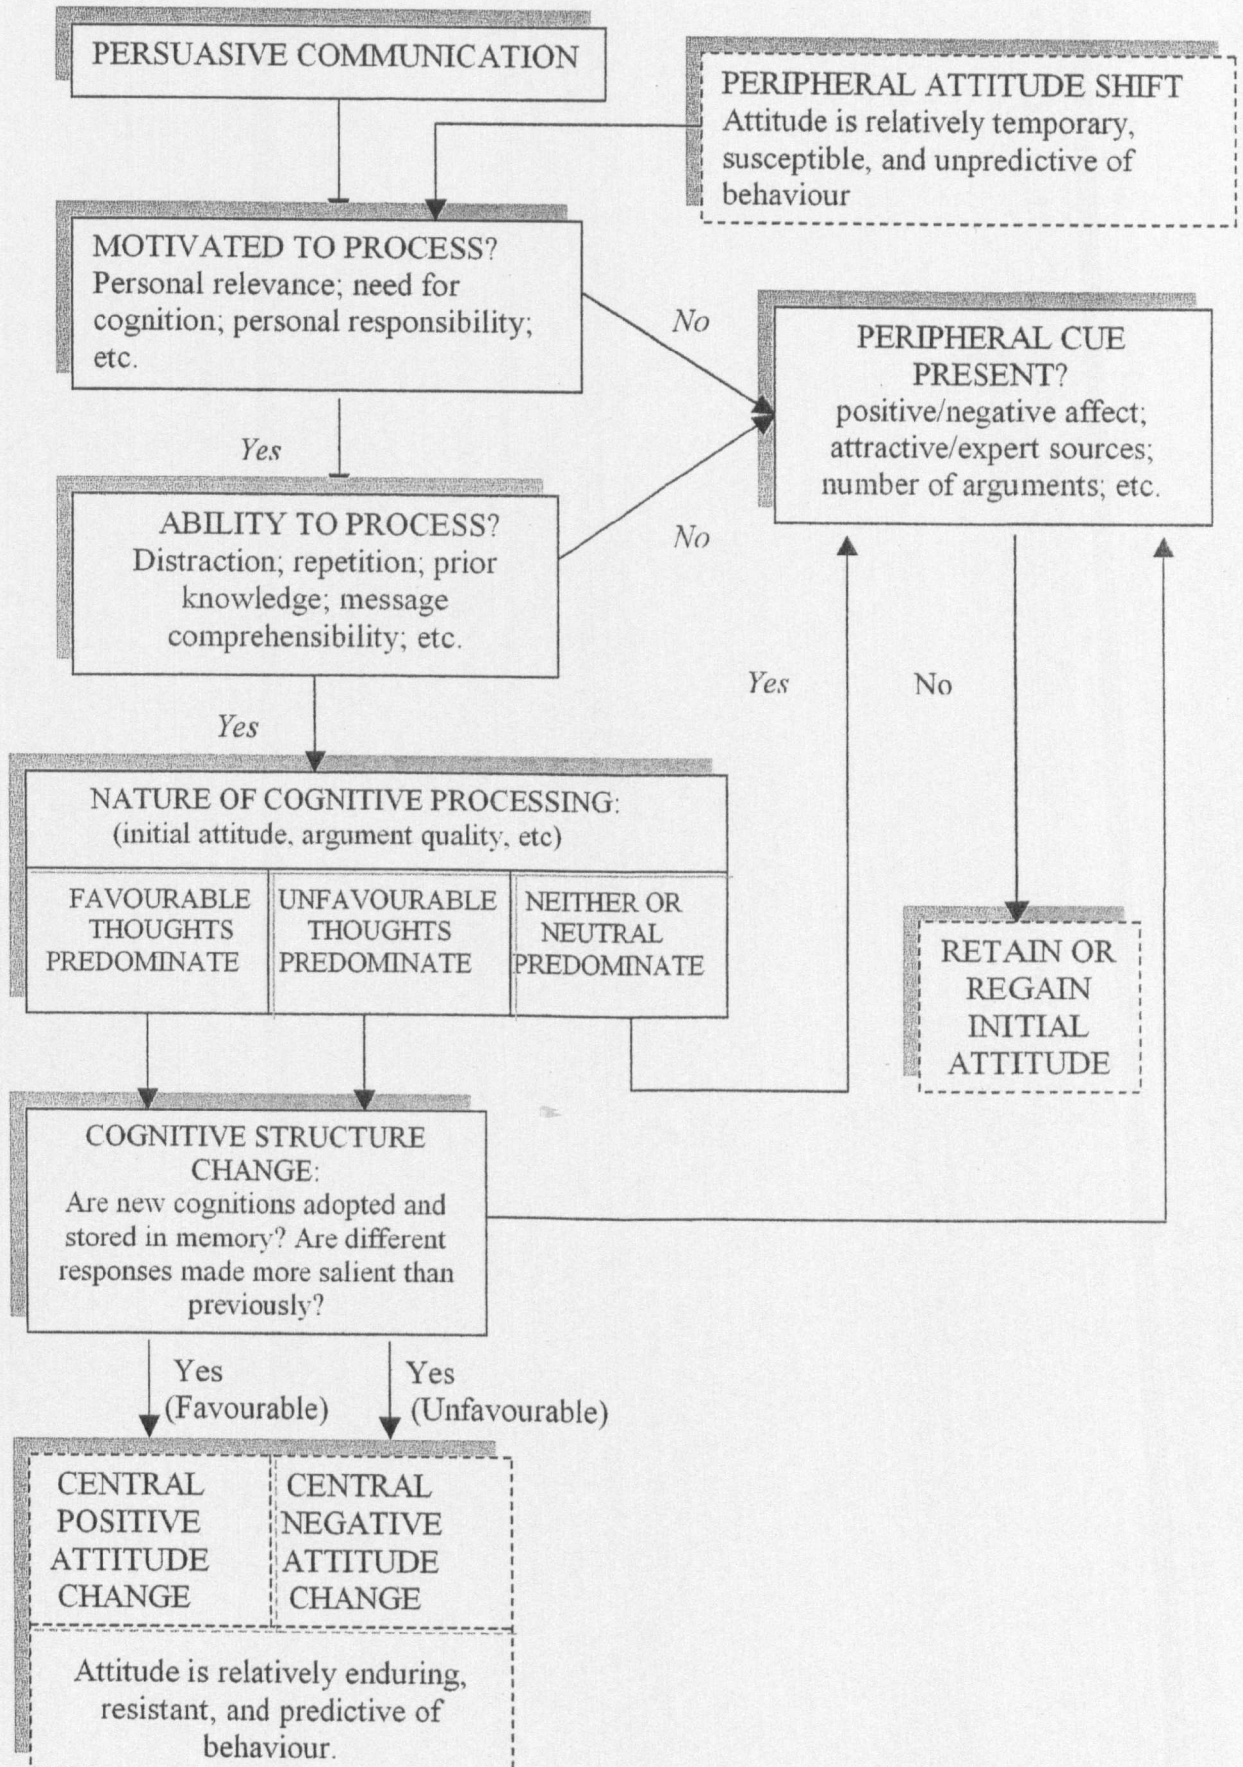 PERSUASIVE COMMUNICATION
PERIPHERAL ATTITUDE SHIFT
Attitude is relatively temporary,
susceptible, and unpredictive of
behaviour
MOTIVATED TO PROCESS?
Personal relevance; need for
cognition; personal responsibility;
etc.
No
PERIPHERAL CUE
PRESENT?
positive/negative affect;
attractive/expert sources;
number of arguments; etc.
Yes
ABILITY TO PROCESS?
Distraction; repetition; prior
knowledge; message
comprehensibility; etc.
No
Yes
No
Yes
NATURE OF COGNITIVE PROCESSING:
(initial attitude, argument quality, etc)
FAVOURABLE
THOUGHTS
PREDOMINATE
UNFAVOURABLE
THOUGHTS
PREDOMINATE
NEITHER OR
NEUTRAL
PREDOMINATE
RETAIN OR
REGAIN
INITIAL
ATTITUDE
COGNITIVE STRUCTURE
CHANGE:
Are new cognitions adopted and
stored in memory? Are different
responses made more salient than
previously?
Yes
(Favourable)
Yes
(Unfavourable)
CENTRAL
POSITIVE
ATTITUDE
CHANGE
CENTRAL
NEGATIVE
ATTITUDE
CHANGE
Attitude is relatively enduring,
resistant, and predictive of
behaviour.